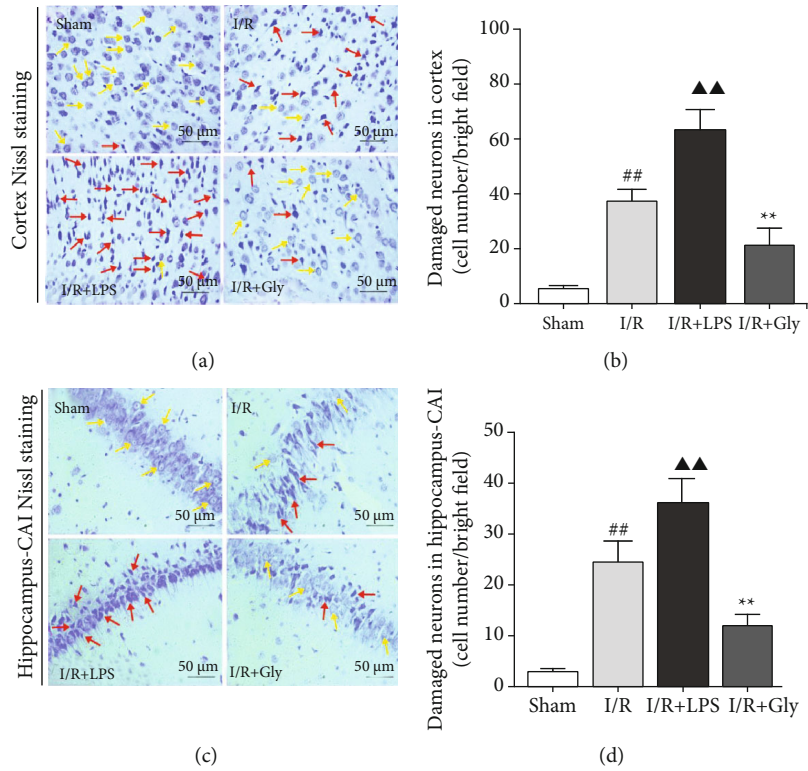 Cortex Nissl staining
Sham
50 μm
I/R
50 μm
I/R+LPS
50 μm
I/R+Gly
50 μm
(a)
Damaged neurons in cortex
(cell number/bright field)
100
80
60
40
20
0
##
▲▲
**
Sham
I/R
I/R+LPS
I/R+Gly
(b)
Hippocampus-CAI Nissl staining
Sham
50 μm
I/R
50 μm
I/R+LPS
50 μm
I/R+Gly
50 μm
(c)
Damaged neurons in hippocampus-CAI
(cell number/bright field)
50
40
30
20
10
0
##
▲▲
**
Sham
I/R
I/R+LPS
I/R+Gly
(d)